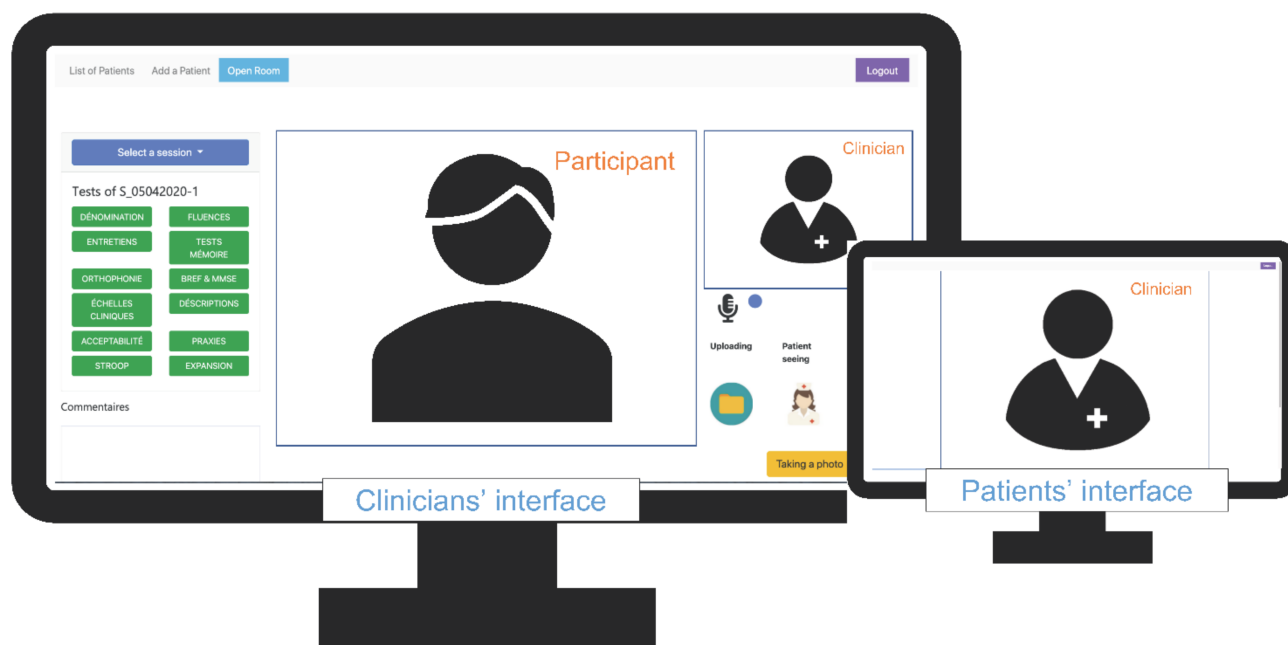 List of Patients Add a Patient Open Room Logout
Select a session
Tests of S_05042020-1
DÉNOMINATION FLUENCES
ENTRETIENS TESTS
MÉMOIRE
ORTHOPHONIE BREF & MMSE
ÉCHELLES
CLINIQUES
DÉSCRIPTIONS
ACCEPTABILITÉ PRAXIES
STROOP EXPANSION
Commentaires
Participant
Clinician
Uploading Patient
seeing
Taking a photo
Clinicians’ interface
Clinician
Patients’ interface